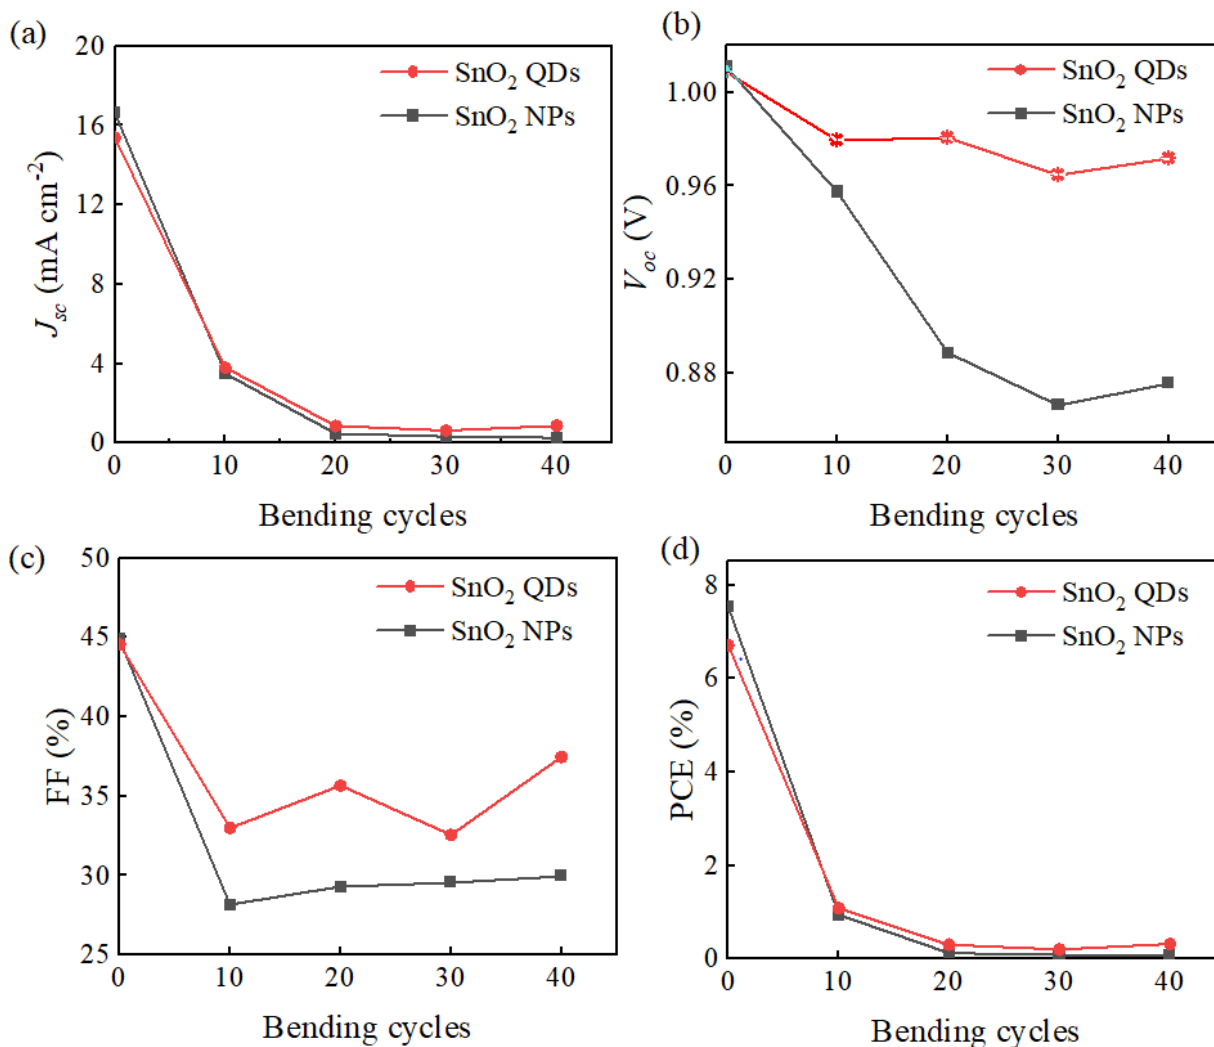 (a)
20
16
12
8
4
0
J_sc (mA cm⁻²)
SnO₂ QDs
SnO₂ NPs
0 10 20 30 40
Bending cycles
(b)
1.00
0.96
0.92
0.88
V_oc (V)
SnO₂ QDs
SnO₂ NPs
0 10 20 30 40
Bending cycles
(c)
50
45
40
35
30
25
FF (%)
SnO₂ QDs
SnO₂ NPs
0 10 20 30 40
Bending cycles
(d)
8
6
4
2
0
PCE (%)
SnO₂ QDs
SnO₂ NPs
0 10 20 30 40
Bending cycles